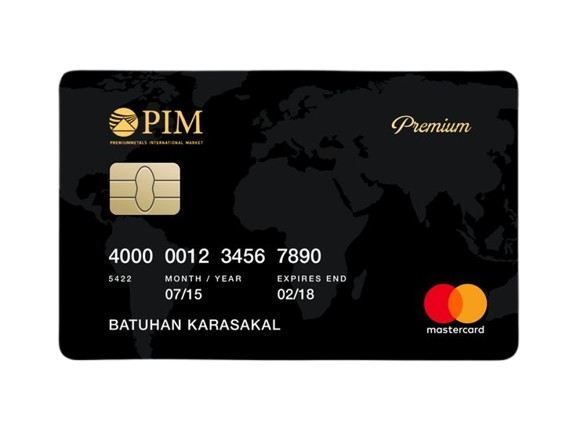 PIM
PREMIUMMETALS INTERNATIONAL MARKET
Premium
4000 0012 3456 7890
5422 MONTH / YEAR EXPIRES END
07/15 02/18
BATUHAN KARASAKAL
mastercard